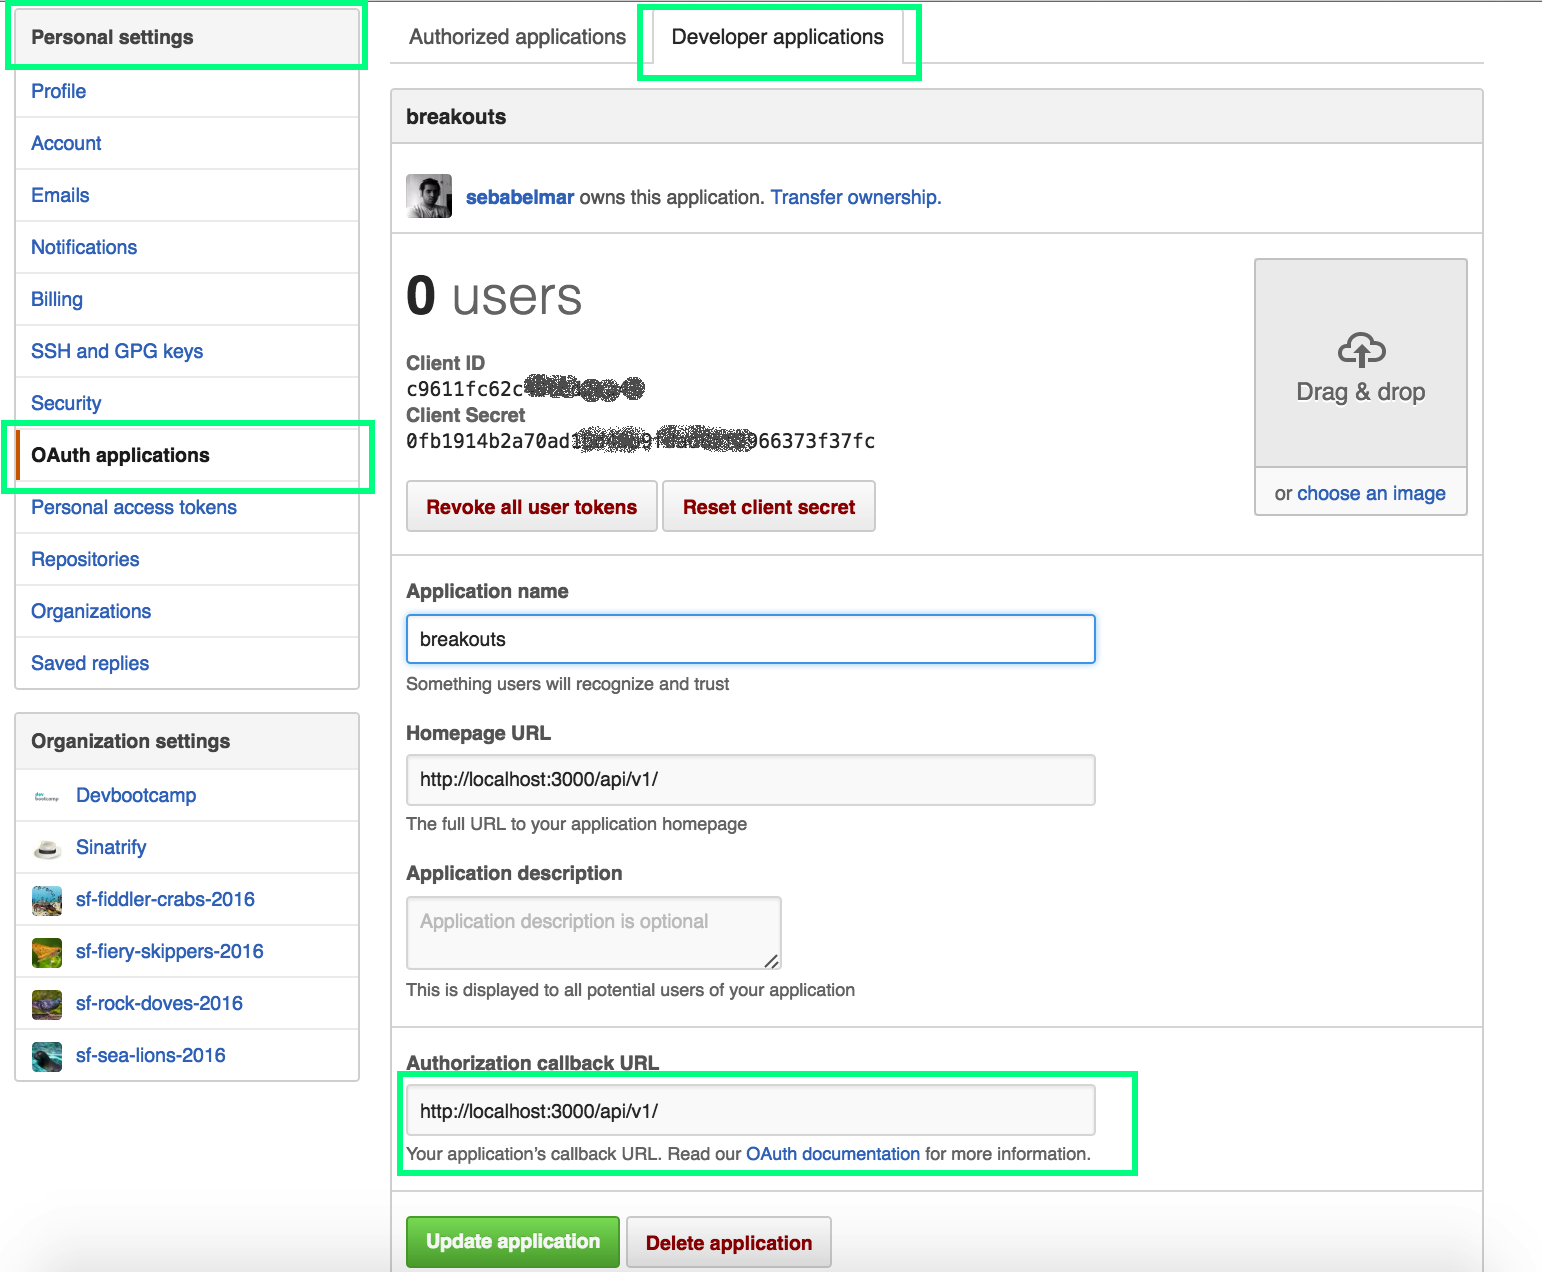 Personal settings
Profile
Account
Emails
Notifications
Billing
SSH and GPG keys
Security
OAuth applications
Personal access tokens
Repositories
Organizations
Saved replies
Organization settings
Devbootcamp
Sinatrify
sf-fiddler-crabs-2016
sf-fiery-skippers-2016
sf-rock-doves-2016
sf-sea-lions-2016
Authorized applications
Developer applications
breakouts
sebabelmar owns this application. Transfer ownership.
0 users
Client ID
c9611fc62c
Client Secret
0fb1914b2a70ad 966373f37fc
Revoke all user tokens
Reset client secret
Drag & drop
or choose an image
Application name
breakouts
Something users will recognize and trust
Homepage URL
http://localhost:3000/api/v1/
The full URL to your application homepage
Application description
Application description is optional
This is displayed to all potential users of your application
Authorization callback URL
http://localhost:3000/api/v1/
Your application's callback URL. Read our OAuth documentation for more information.
Update application
Delete application